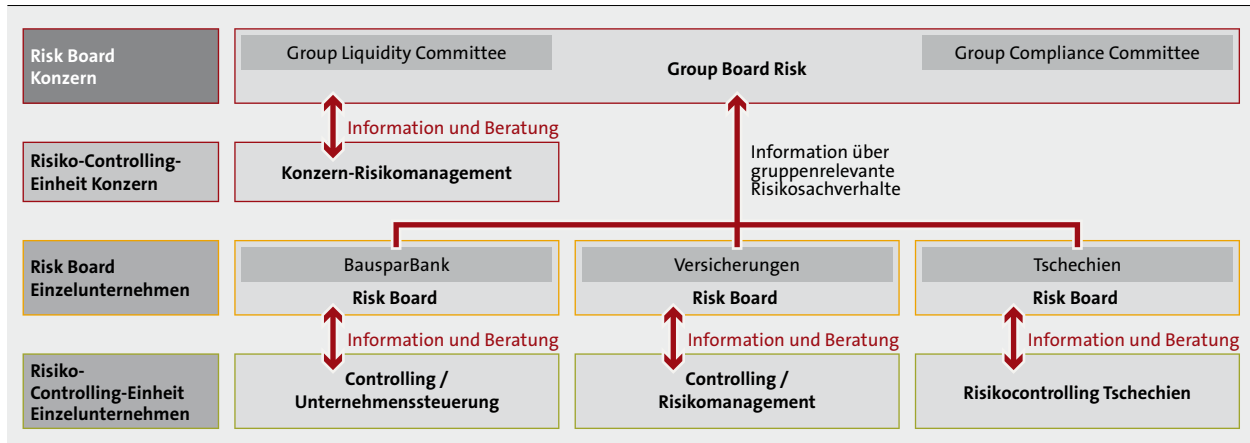 Risk Board
Konzern
Group Liquidity Committee
Group Board Risk
Group Compliance Committee
Information und Beratung
Risiko-Controlling-
Einheit Konzern
Konzern-Risikomanagement
Information über
gruppenrelevante
Risikosachverhalte
Risk Board
Einzelunternehmen
BausparBank
Risk Board
Versicherungen
Risk Board
Tschechien
Risk Board
Information und Beratung
Information und Beratung
Information und Beratung
Risiko-
Controlling-Einheit
Einzelunternehmen
Controlling /
Unternehmenssteuerung
Controlling /
Risikomanagement
Risikocontrolling Tschechien